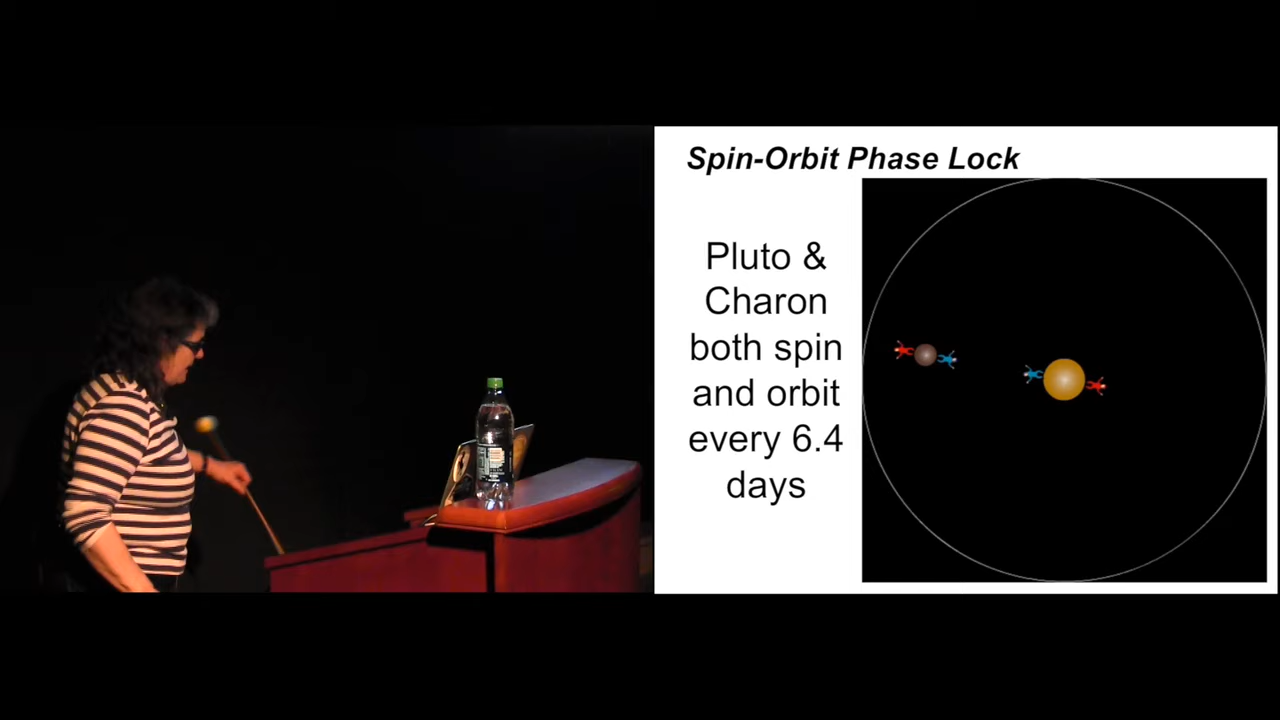 Spin-Orbit Phase Lock
Pluto &
Charon
both spin
and orbit
every 6.4
days